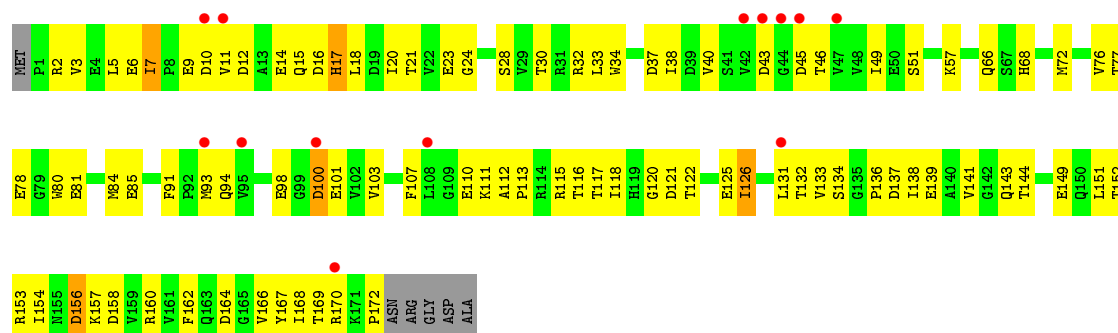 MET P1 R2 V3 E4 L5 E6 I7 P8 E9 D10 V11 D12 A13 E14 Q15 D16 H17 L18 D19 I20 T21 V22 E23 G24 S28 V29 T30 R31 R32 L33 W34 D37 I38 D39 V40 S41 V42 D43 G44 D45 T46 V47 V48 I49 E50 S51 K57 Q66 S67 H68 M72 V76 T77
E78 G79 W80 E81 M84 E85 F91 P92 M93 Q94 V95 E98 G99 D100 E101 V102 V103 F107 L108 G109 E110 K111 A112 P113 R114 R115 T116 T117 I118 H119 G120 D121 T122 E125 I126 L131 T132 V133 S134 G135 P136 D137 I138 E139 A140 V141 G142 Q143 T144 E149 Q150 L151 T152
R153 I154 N155 D156 K157 D158 V159 R160 V161 F162 Q163 D164 G165 V166 Y167 I168 T169 R170 K171 P172 ASN ARG GLY ASP ALA